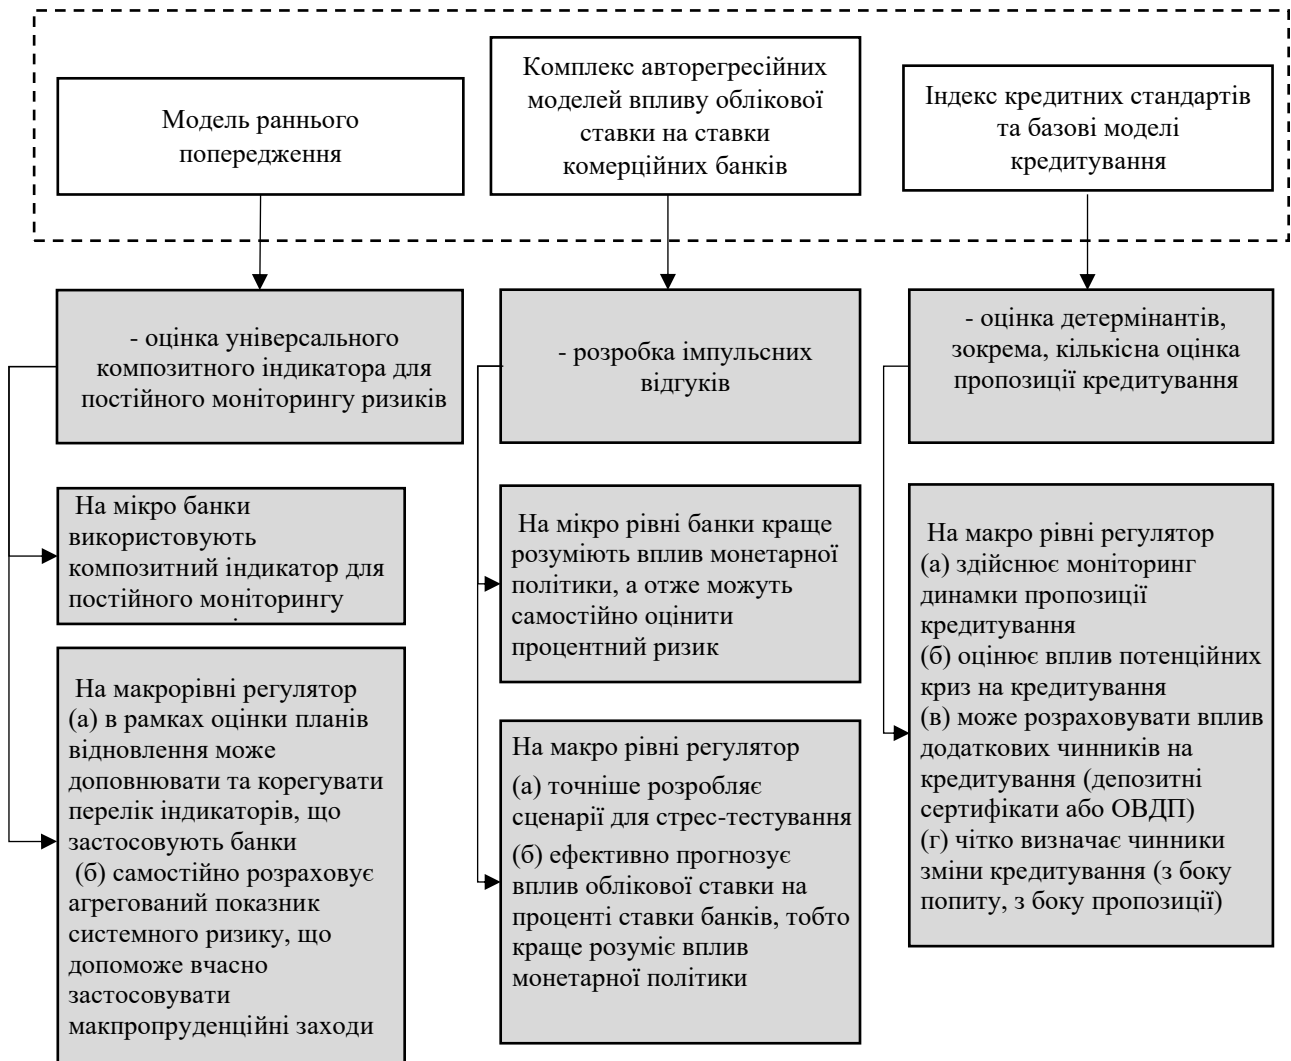 Модель раннього
попередження
Комплекс авторегресійних
моделей впливу облікової
ставки на ставки
комерційних банків
Індекс кредитних стандартів
та базові моделі
кредитування
- оцінка універсального
композитного індикатора для
постійного моніторингу ризиків
- розробка імпульсних
відгуків
- оцінка детермінантів,
зокрема, кількісна оцінка
пропозиції кредитування
На мікро банки
використовують
композитний індикатор для
постійного моніторингу
На макрорівні регулятор
(а) в рамках оцінки планів
відновлення може
доповнювати та корегувати
перелік індикаторів, що
застосовують банки
(б) самостійно розраховує
агрегований показник
системного ризику, що
допоможе вчасно
застосовувати
макпропруденційні заходи
На мікро рівні банки краще
розуміють вплив монетарної
політики, а отже можуть
самостійно оцінити
процентний ризик
На макро рівні регулятор
(а) точніше розробляє
сценарії для стрес-тестування
(б) ефективно прогнозує
вплив облікової ставки на
проценті ставки банків, тобто
краще розуміє вплив
монетарної політики
На макро рівні регулятор
(а) здійснює моніторинг
динамки пропозиції
кредитування
(б) оцінює вплив потенційних
криз на кредитування
(в) може розраховувати вплив
додаткових чинників на
кредитування (депозитні
сертифікати або ОВДП)
(г) чітко визначає чинники
зміни кредитування (з боку
попиту, з боку пропозиції)